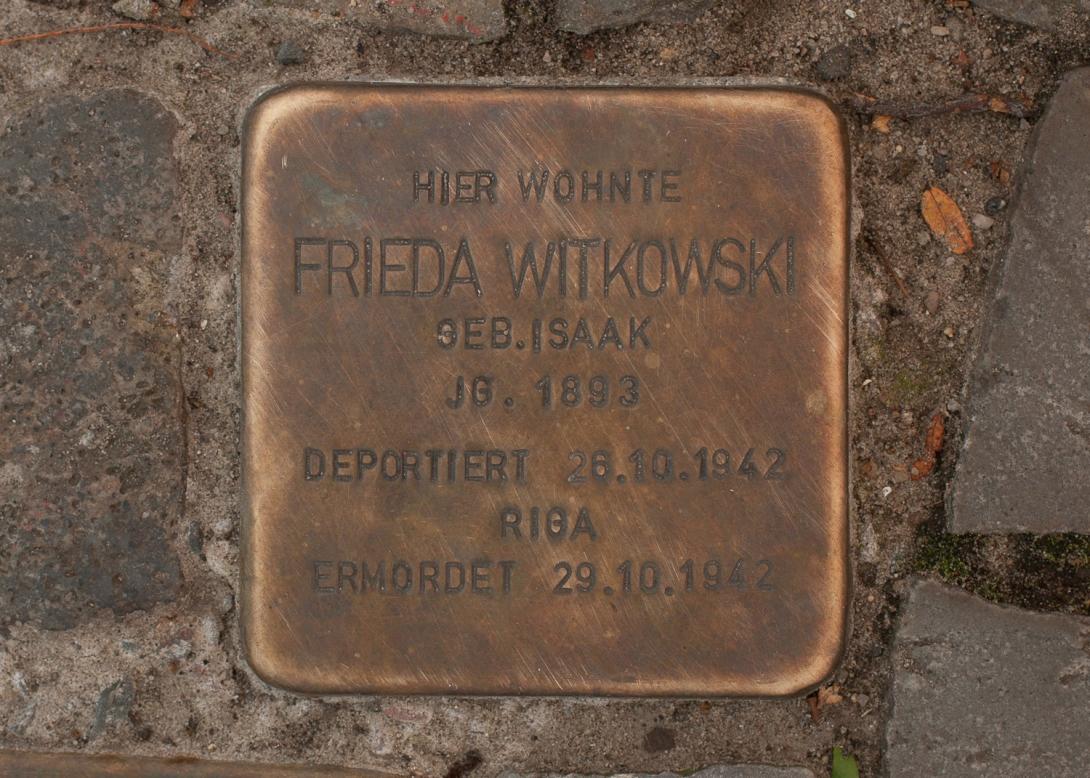 HIER WOHNTE
FRIEDA WITKOWSKI
GEB.ISAAK
JG. 1893
DEPORTIERT 26.10.1942
RIGA
ERMORDET 29.10.1942